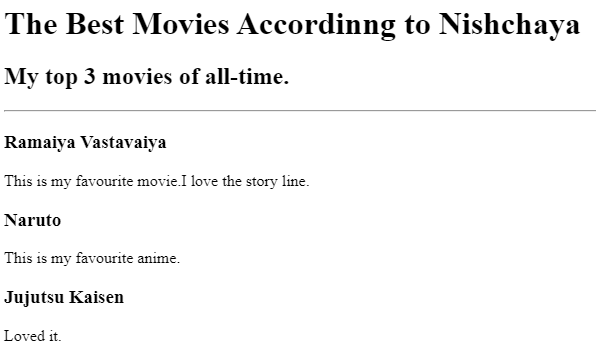 The Best Movies Accordinng to Nishchaya
My top 3 movies of all-time.
Ramaiya Vastavaiya
This is my favourite movie.I love the story line.
Naruto
This is my favourite anime.
Jujutsu Kaisen
Loved it.